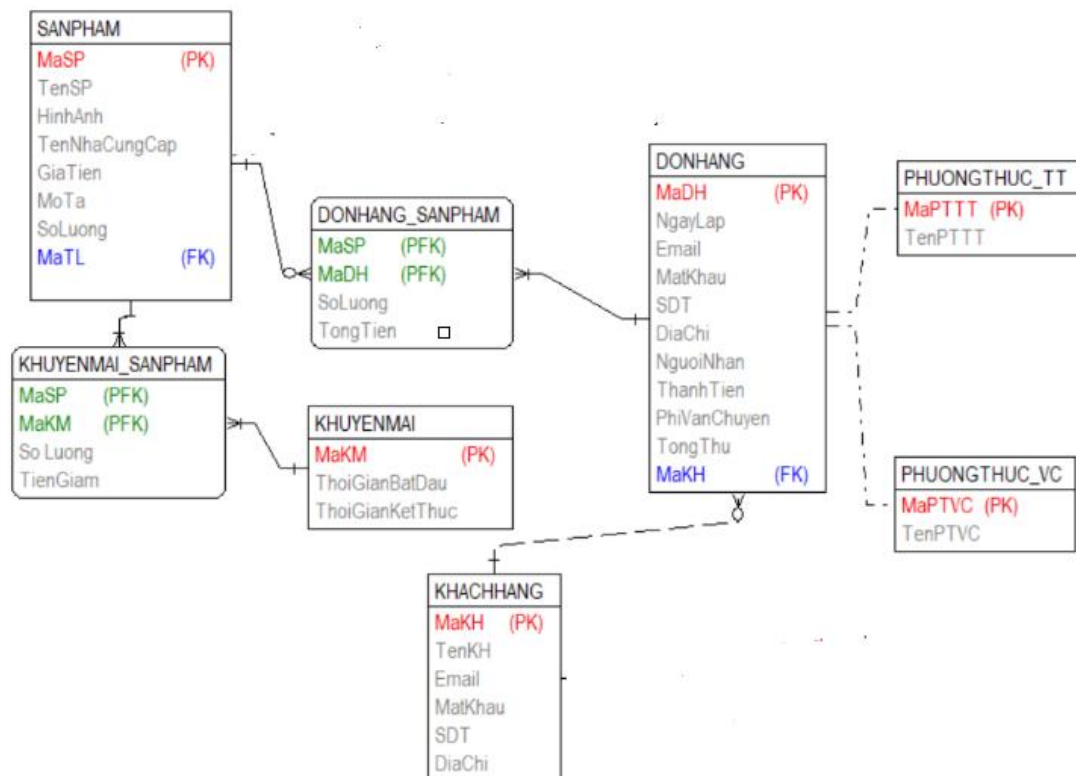 SANPHAM
MaSP (PK)
TenSP
HinhAnh
TenNhaCungCap
GiaTien
MoTa
SoLuong
MaTL (FK)
DONHANG_SANPHAM
MaSP (PFK)
MaDH (PFK)
SoLuong
TongTien
DONHANG
MaDH (PK)
NgayLap
Email
MatKhau
SDT
DiaChi
NguoiNhan
ThanhTien
PhiVanChuyen
TongThu
MaKH (FK)
PHUONGTHUC_TT
MaPTTT (PK)
TenPTTT
KHUYENMAI_SANPHAM
MaSP (PFK)
MaKM (PFK)
So Luong
TienGiam
KHUYENMAI
MaKM (PK)
ThoiGianBatDau
ThoiGianKetThuc
PHUONGTHUC_VC
MaPTVC (PK)
TenPTVC
KHACHHANG
MaKH (PK)
TenKH
Email
MatKhau
SDT
DiaChi